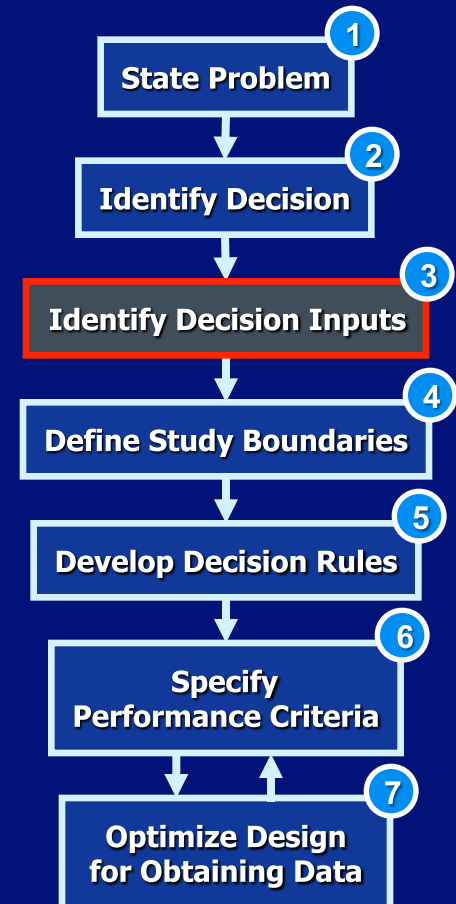 1
State Problem
2
Identify Decision
3
Identify Decision Inputs
4
Define Study Boundaries
5
Develop Decision Rules
6
Specify
Performance Criteria
7
Optimize Design
for Obtaining Data